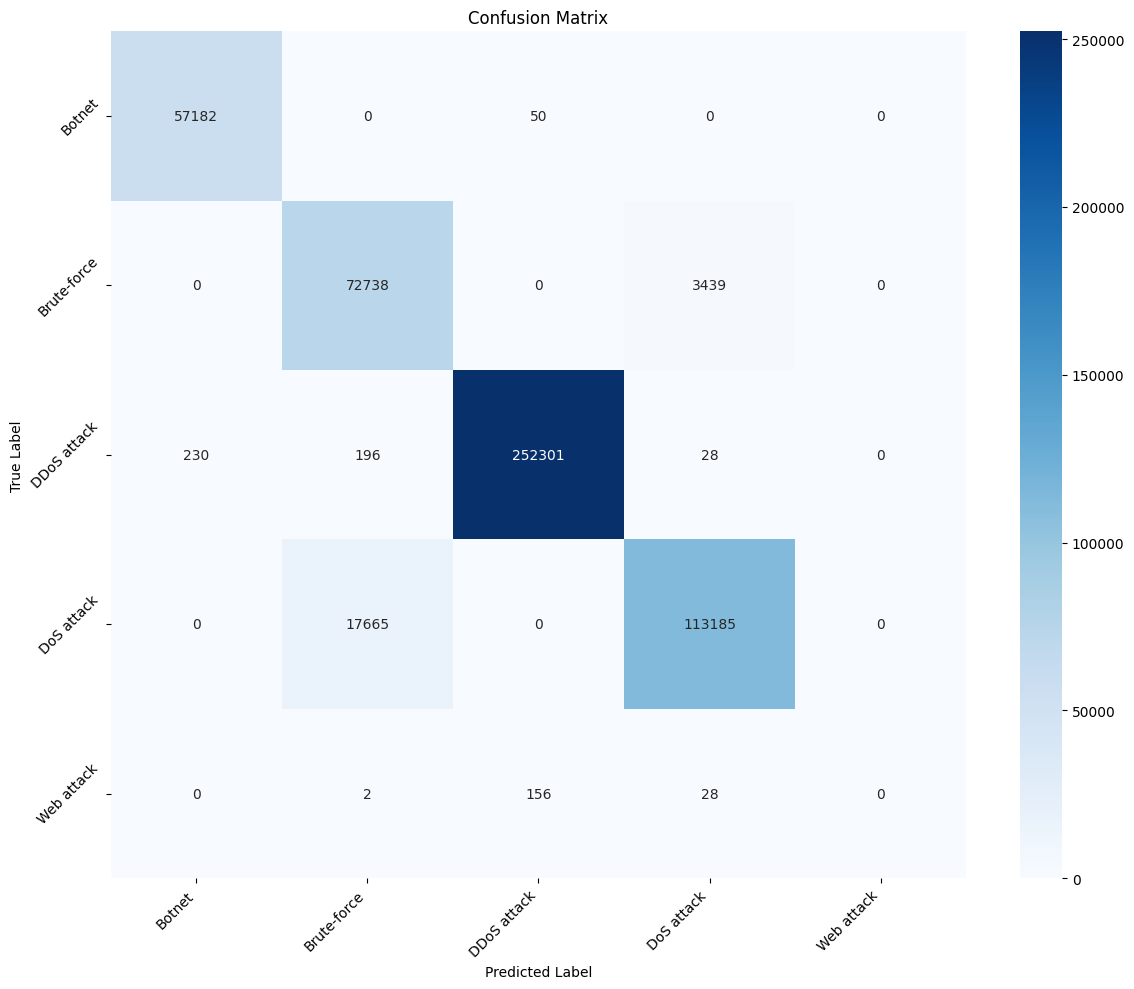 Confusion Matrix
True Label
Botnet 57182 0 50 0 0
Brute-force 0 72738 0 3439 0
DDoS attack 230 196 252301 28 0
DoS attack 0 17665 0 113185 0
Web attack 0 2 156 28 0
Botnet Brute-force DDoS attack DoS attack Web attack
Predicted Label
250000
200000
150000
100000
50000
0